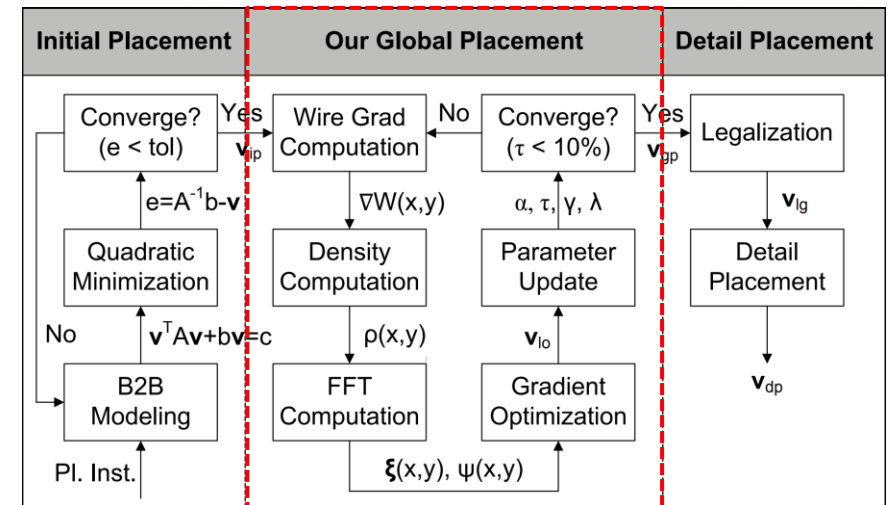 Initial Placement
Our Global Placement
Detail Placement
Converge?
(e < tol)
Yes
v_ip
e=A⁻¹b-v
Quadratic
Minimization
No
vᵀAv+bv=c
B2B
Modeling
Pl. Inst.
Wire Grad
Computation
∇W(x,y)
Density
Computation
ρ(x,y)
FFT
Computation
ξ(x,y), ψ(x,y)
Gradient
Optimization
v_lo
Parameter
Update
α, τ, γ, λ
Converge?
(τ < 10%)
No
Yes
v_gp
Legalization
v_lg
Detail
Placement
v_dp